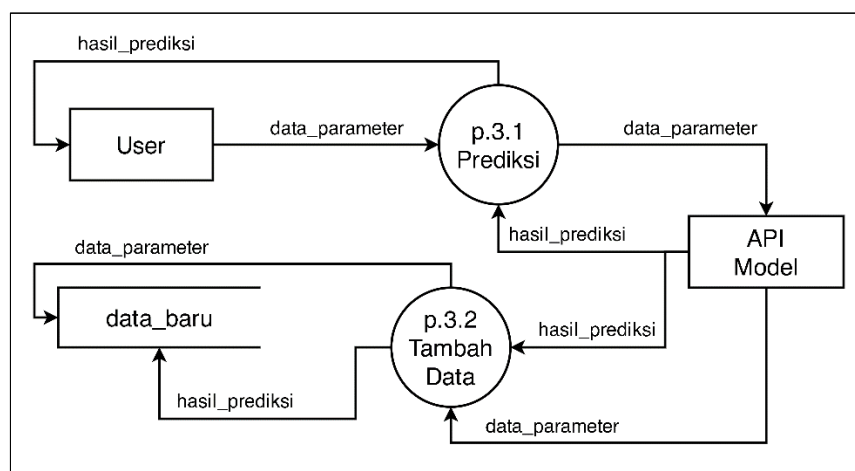 hasil_prediksi
User
data_parameter
p.3.1
Prediksi
data_parameter
hasil_prediksi
API
Model
data_parameter
data_baru
p.3.2
Tambah
Data
hasil_prediksi
hasil_prediksi
data_parameter